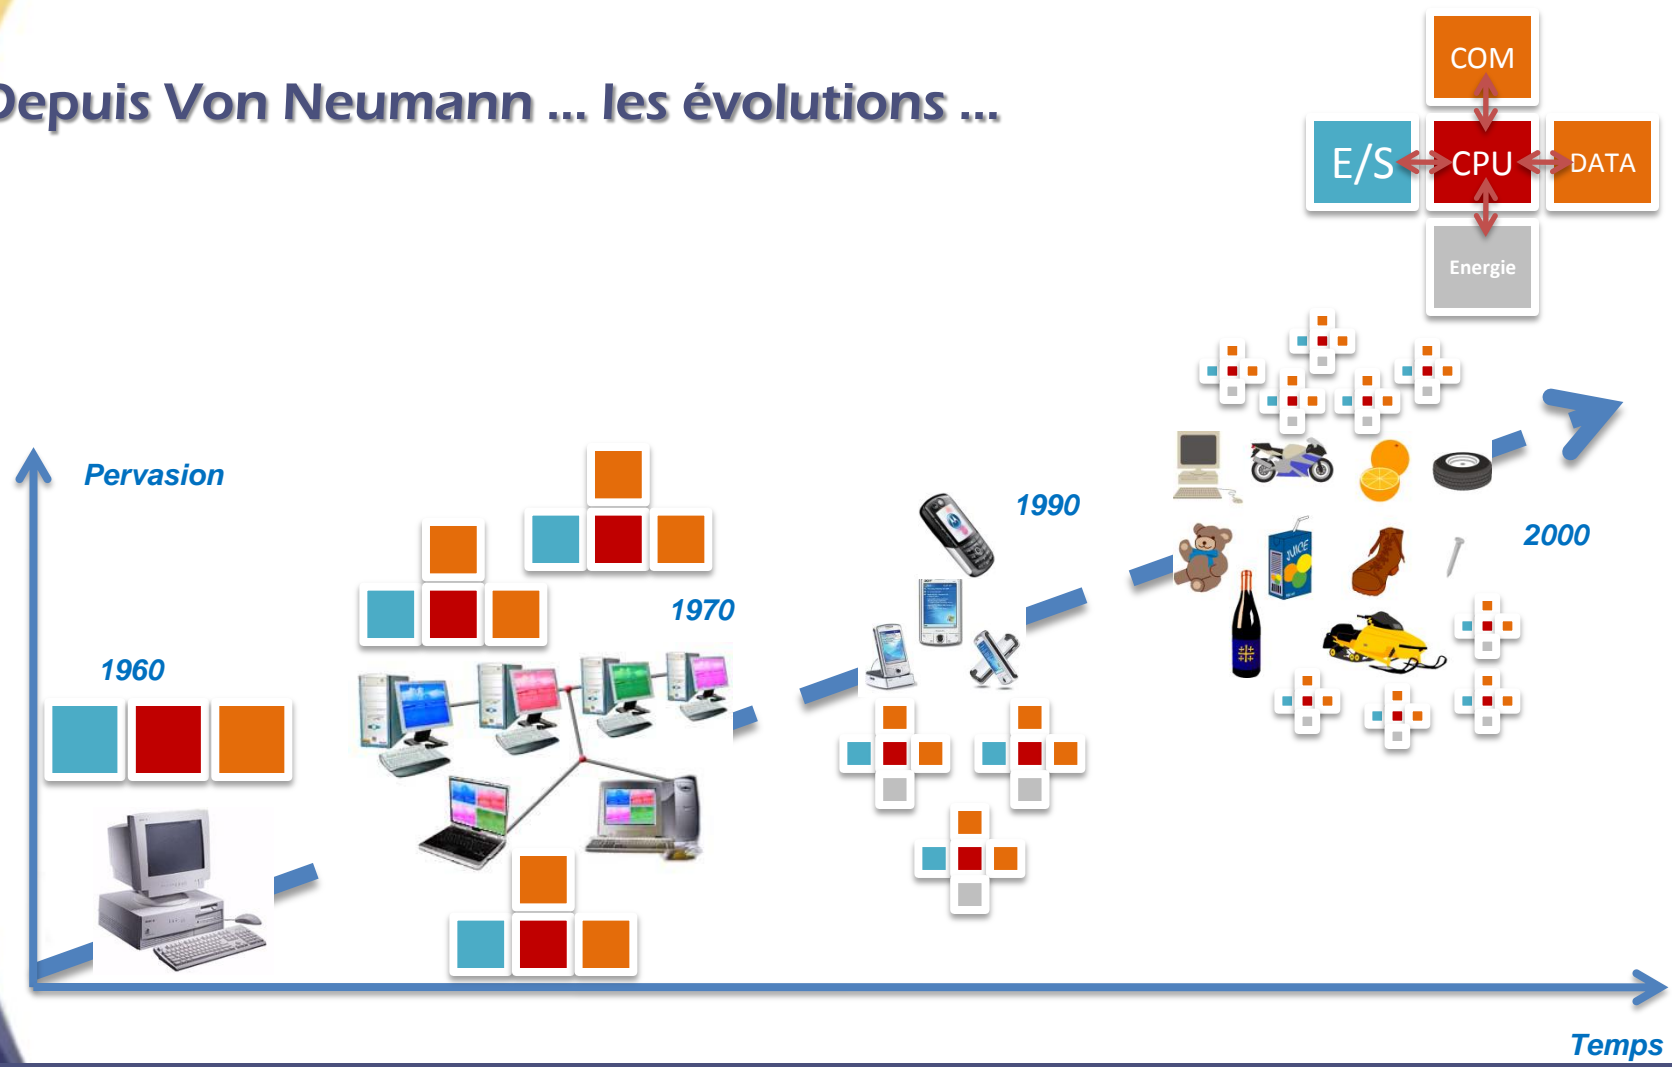 Depuis Von Neumann ... les évolutions ...
COM
E/S
CPU
DATA
Energie
Pervasion
1960
1970
1990
2000
JUICE
Temps